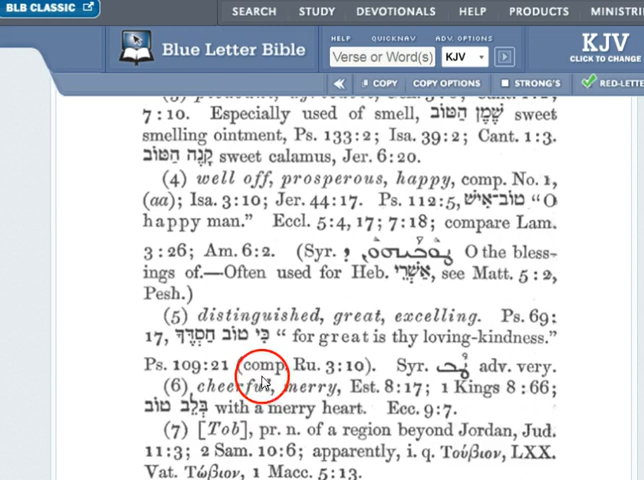 BLB CLASSIC
SEARCH STUDY DEVOTIONALS HELP PRODUCTS MINISTRI
Blue Letter Bible
HELP QUICKNAV ADV. OPTIONS
Verse or Word(s) KJV
KJV
CLICK TO CHANGE
COPY COPY OPTIONS STRONG'S RED-LETTE
7:10. Especially used of smell, שֶׁמֶן הַטּוֹב sweet
smelling ointment, Ps. 133:2; Isa. 39:2; Cant. 1:3.
קָנֶה הַטּוֹב sweet calamus, Jer. 6:20.
(4) well off, prosperous, happy, comp. No. 1,
(aa); Isa. 3:10; Jer. 44:17. Ps. 112:5, טוֹב־אִישׁ “O
happy man.” Eccl. 5:4, 17; 7:18; compare Lam.
3:26; Am. 6:2. (Syr. O the bless-
ings of.—Often used for Heb. אַשְׁרֵי, see Matt. 5:2,
Pesh.)
(5) distinguished, great, excelling. Ps. 69:
17, כִּי טוֹב חַסְדֶּךָ “for great is thy loving-kindness.”
Ps. 109:21 (comp. Ru. 3:10). Syr. adv. very.
(6) cheerful, merry, Est. 8:17; 1 Kings 8:66;
בְּלֵב טוֹב with a merry heart. Ecc. 9:7.
(7) [Tob], pr. n. of a region beyond Jordan, Jud.
11:3; 2 Sam. 10:6; apparently, i. q. Τούβιον, LXX.
Vat. Τώβιον, 1 Macc. 5:13.